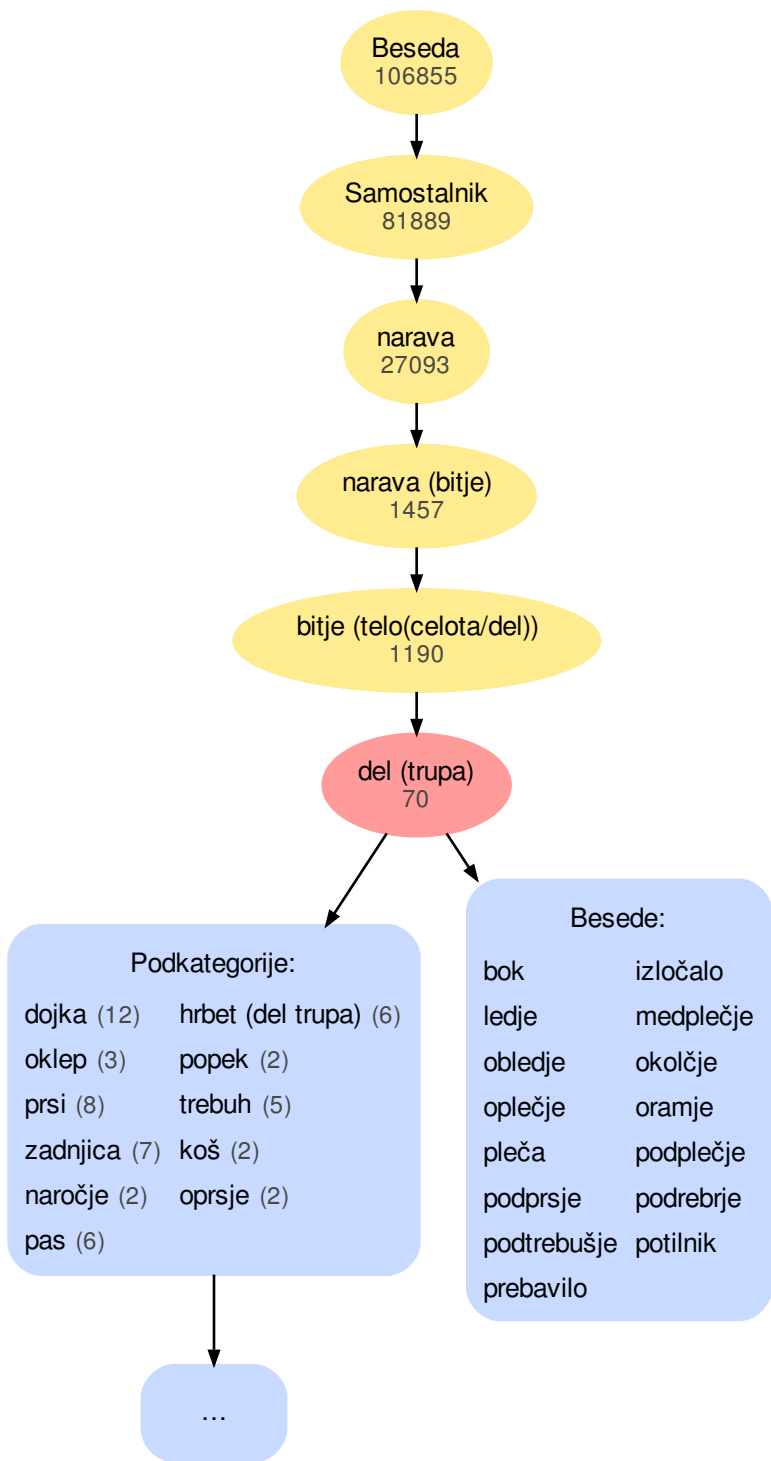 Beseda
106855
Samostalnik
81889
narava
27093
narava (bitje)
1457
bitje (telo(celota/del))
1190
del (trupa)
70
Podkategorije:
dojka (12) hrbet (del trupa) (6)
oklep (3) popek (2)
prsi (8) trebuh (5)
zadnjica (7) koš (2)
naročje (2) oprsje (2)
pas (6)
...
Besede:
bok izločalo
ledje medplečje
obledje okolčje
oplečje oramje
pleča podplečje
podprsje podrebrje
podtrebušje potilnik
prebavilo